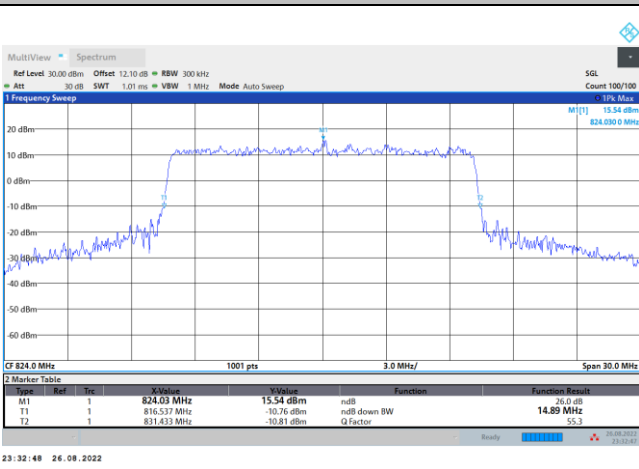 MultiView Spectrum
Ref Level 30.00 dBm Offset 12.10 dB RBW 300 kHz SGL
Att 30 dB SWT 1.01 ms VBW 1 MHz Mode Auto Sweep Count 100/100
1 Frequency Sweep 1Pk Max
M1[1] 15.54 dBm
824.030 0 MHz
20 dBm
M1
10 dBm
0 dBm
-10 dBm
T1 T2
-20 dBm
-30 dBm
-40 dBm
-50 dBm
-60 dBm
CF 824.0 MHz 1001 pts 3.0 MHz/ Span 30.0 MHz
2 Marker Table
Type Ref Trc X-Value Y-Value Function Function Result
M1 1 824.03 MHz 15.54 dBm ndB 26.0 dB
T1 1 816.537 MHz -10.76 dBm ndB down BW 14.89 MHz
T2 1 831.433 MHz -10.81 dBm Q Factor 55.3
Ready 26.08.2022
23:32:47
23:32:48 26.08.2022